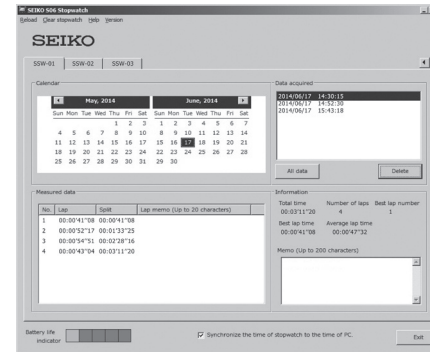 SEIKO S06 Stopwatch
Reload Clear stopwatch Help Version
SEIKO
SSW-01 SSW-02 SSW-03
Calendar
May, 2014 June, 2014
Sun Mon Tue Wed Thu Fri Sat Sun Mon Tue Wed Thu Fri Sat
1 2 3 1 2 3 4 5 6 7
4 5 6 7 8 9 10 8 9 10 11 12 13 14
11 12 13 14 15 16 17 15 16 17 18 19 20 21
18 19 20 21 22 23 24 22 23 24 25 26 27 28
25 26 27 28 29 30 31 29 30
Data acquired
2014/06/17 14:30:15
2014/06/17 14:52:30
2014/06/17 15:43:18
All data Delete
Measured data
No. Lap Split Lap memo (Up to 20 characters)
1 00:00'41"08 00:00'41"08
2 00:00'52"17 00:01'33"25
3 00:00'54"51 00:02'28"16
4 00:00'43"04 00:03'11"20
Information
Total time Number of laps Best lap number
00:03'11"20 4 1
Best lap time Average lap time
00:00'41"08 00:00'47"32
Memo (Up to 200 characters)
Battery life
indicator
Synchronize the time of stopwatch to the time of PC.
Exit